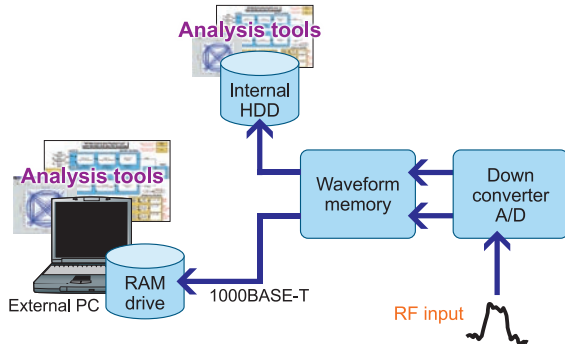 Analysis tools
Internal
HDD
Analysis tools
Waveform
memory
Down
converter
A/D
RAM
drive
External PC
1000BASE-T
RF input